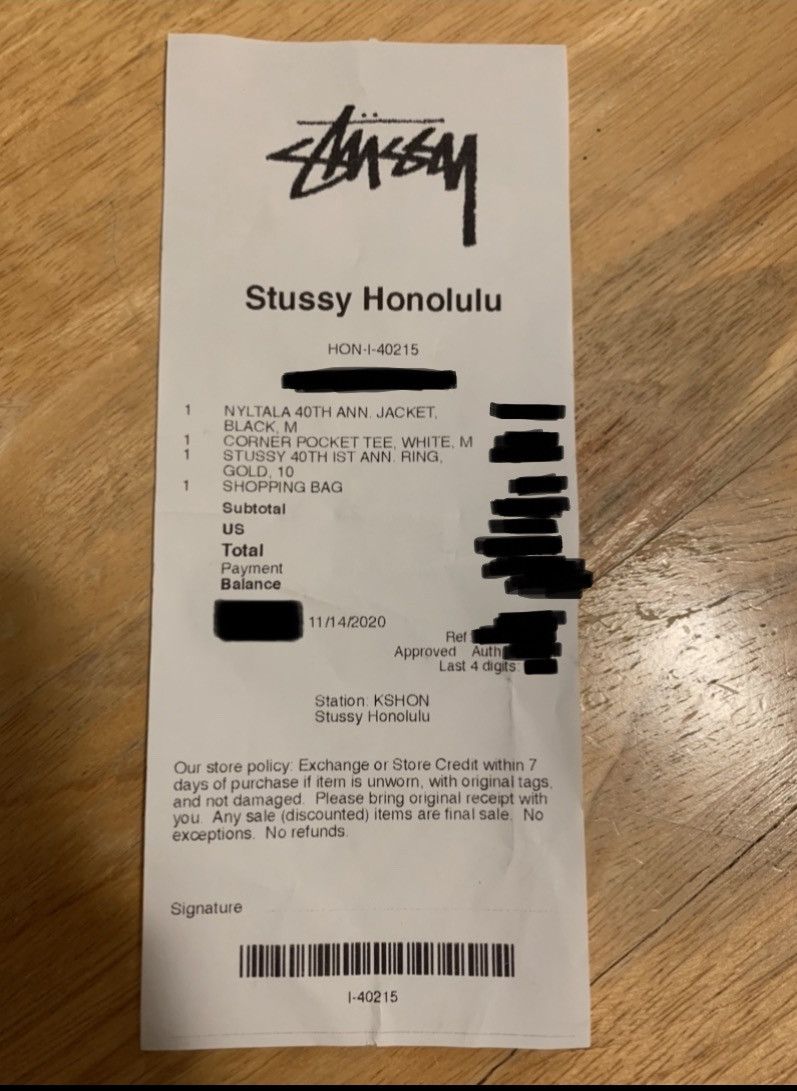 Stüssy
Stussy Honolulu
HON-I-40215
1 NYLTALA 40TH ANN. JACKET,
BLACK, M
1 CORNER POCKET TEE, WHITE, M
1 STUSSY 40TH IST ANN. RING,
GOLD, 10
1 SHOPPING BAG
Subtotal
US
Total
Payment
Balance
11/14/2020
Ref
Approved Auth
Last 4 digits:
Station: KSHON
Stussy Honolulu
Our store policy: Exchange or Store Credit within 7
days of purchase if item is unworn, with original tags,
and not damaged. Please bring original receipt with
you. Any sale (discounted) items are final sale. No
exceptions. No refunds.
Signature
I-40215